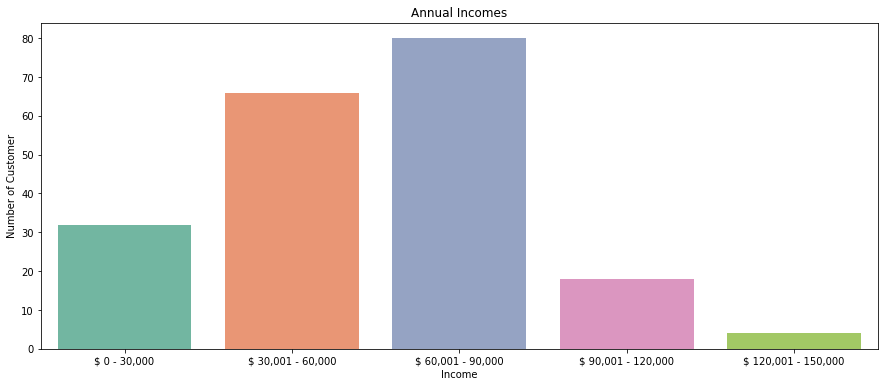 Annual Incomes
Number of Customer
80
70
60
50
40
30
20
10
0
$ 0 - 30,000
$ 30,001 - 60,000
$ 60,001 - 90,000
$ 90,001 - 120,000
$ 120,001 - 150,000
Income